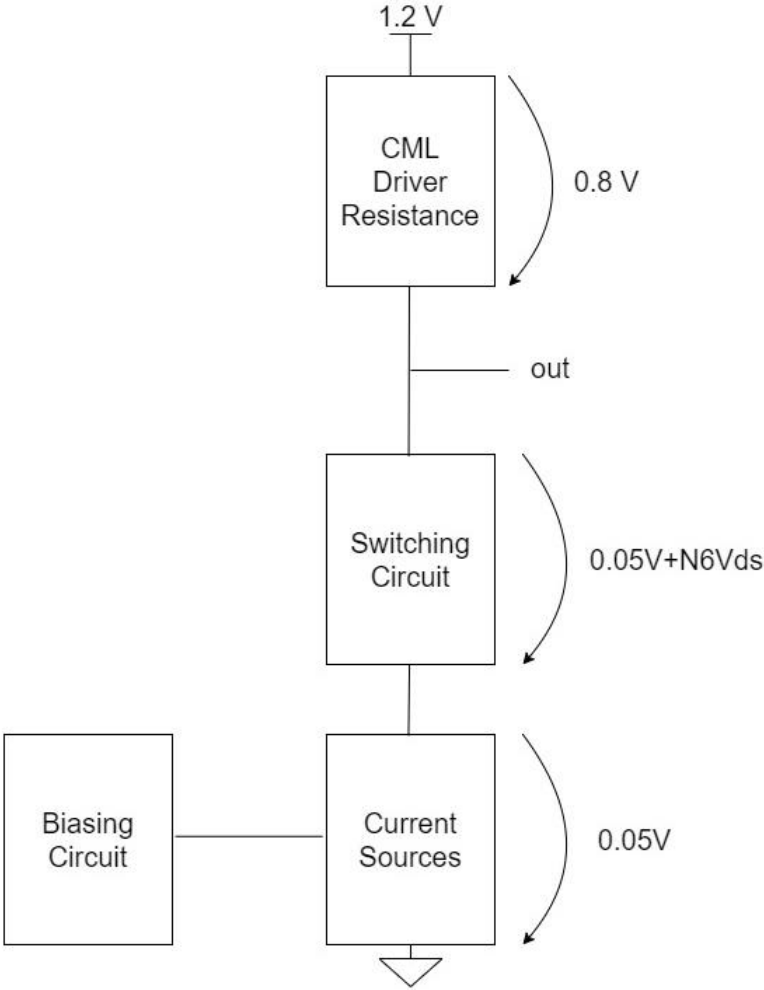 1.2 V
CML
Driver
Resistance
0.8 V
out
Switching
Circuit
0.05V+N6Vds
Biasing
Circuit
Current
Sources
0.05V